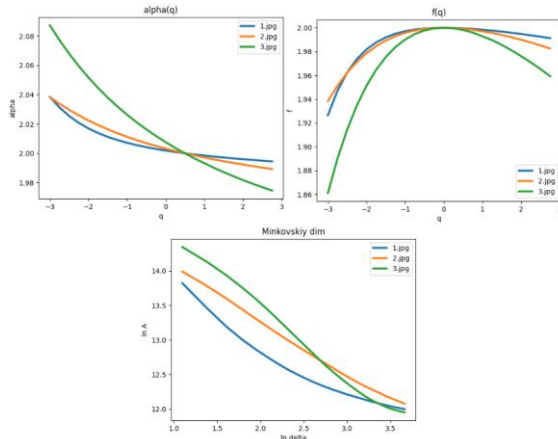 alpha(q)
2.08
2.06
2.04
2.02
2.00
1.98
alpha
−3 −2 −1 0 1 2 3
q
1.jpg
2.jpg
3.jpg
f(q)
2.00
1.98
1.96
1.94
1.92
1.90
1.88
1.86
f
−3 −2 −1 0 1 2
q
1.jpg
2.jpg
3.jpg
Minkovskiy dim
14.0
13.5
13.0
12.5
12.0
ln A
1.0 1.5 2.0 2.5 3.0 3.5
ln delta
1.jpg
2.jpg
3.jpg